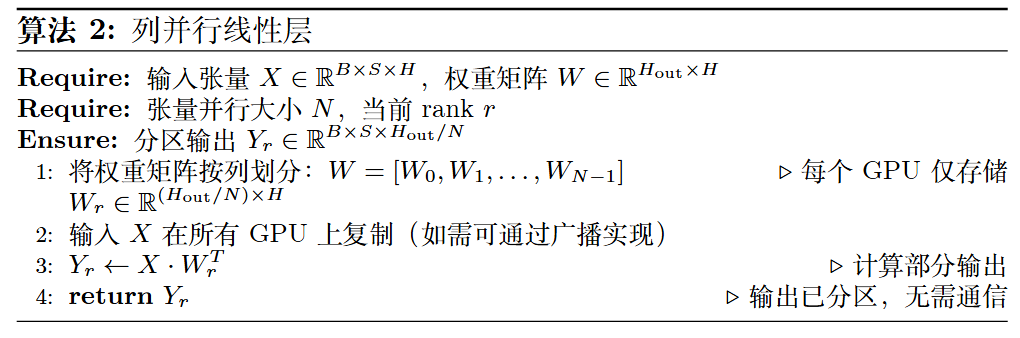 算法 2: 列并行线性层
Require: 输入张量 $X \in \mathbb{R}^{B \times S \times H}$，权重矩阵 $W \in \mathbb{R}^{H_{\text{out}} \times H}$
Require: 张量并行大小 $N$，当前 rank $r$
Ensure: 分区输出 $Y_r \in \mathbb{R}^{B \times S \times H_{\text{out}}/N}$
1: 将权重矩阵按列划分：$W = [W_0, W_1, \ldots, W_{N-1}]$ ▷ 每个 GPU 仅存储
$W_r \in \mathbb{R}^{(H_{\text{out}}/N) \times H}$
2: 输入 $X$ 在所有 GPU 上复制（如需可通过广播实现）
3: $Y_r \leftarrow X \cdot W_r^T$ ▷ 计算部分输出
4: return $Y_r$ ▷ 输出已分区，无需通信